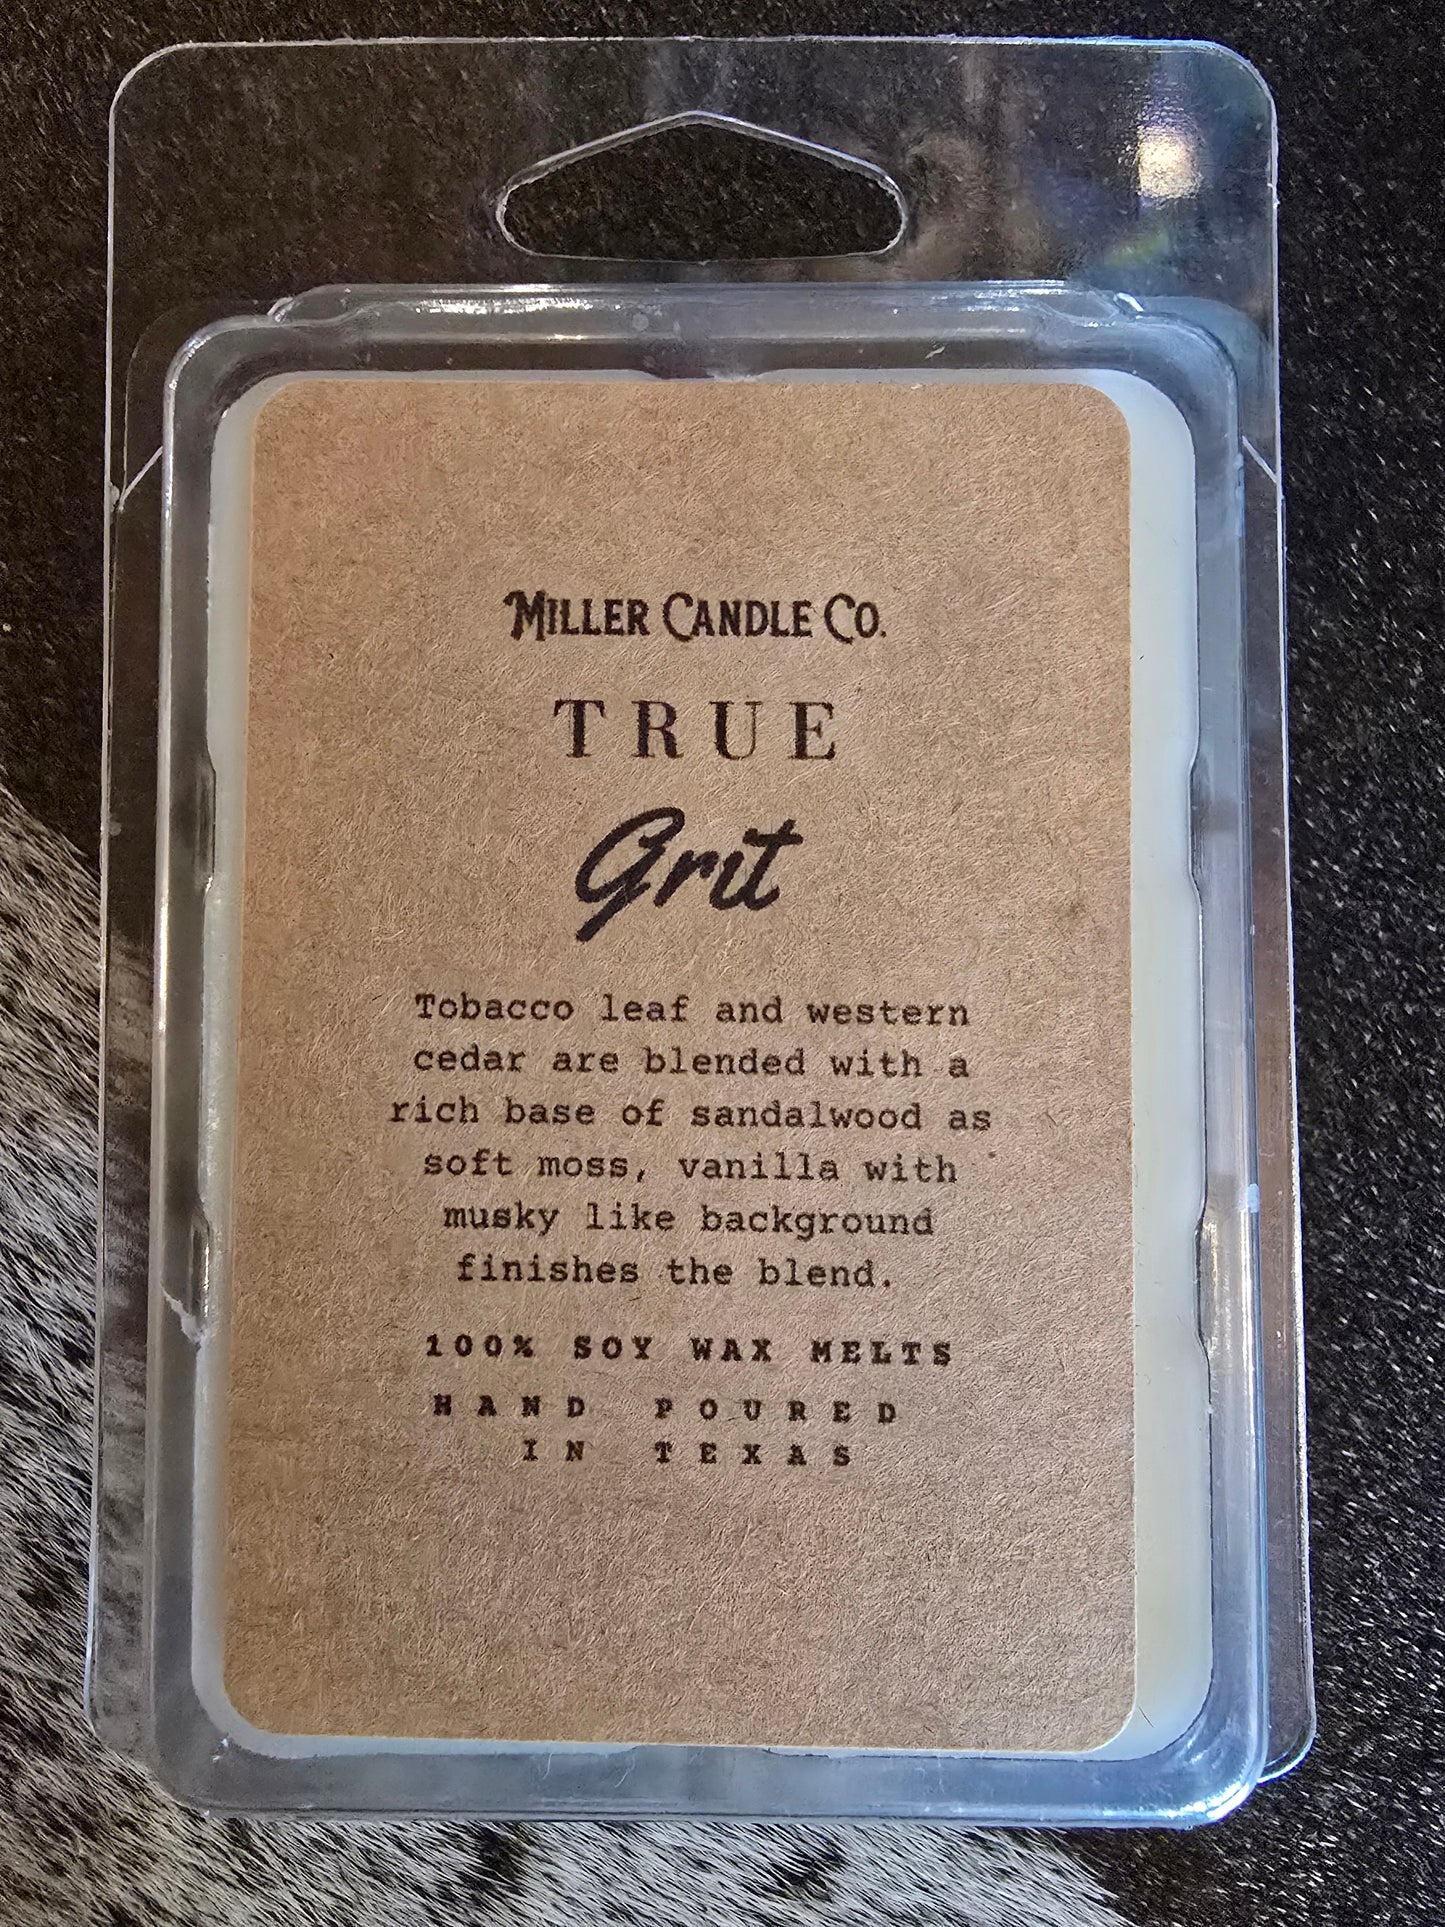 MILLER CANDLE CO.
TRUE
Grit
Tobacco leaf and western
cedar are blended with a
rich base of sandalwood as
soft moss, vanilla with
musky like background
finishes the blend.
100% SOY WAX MELTS
HAND POURED
IN TEXAS